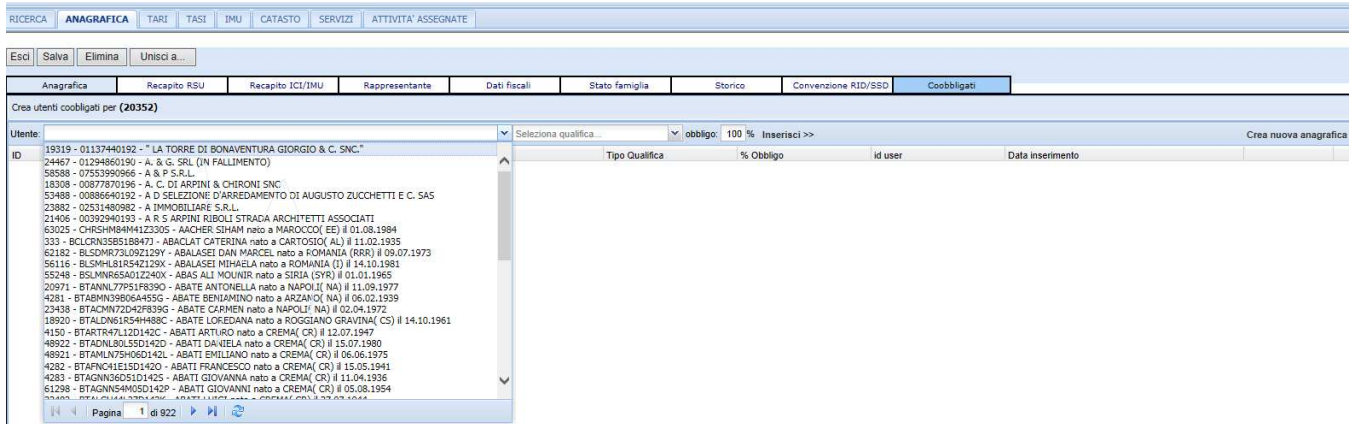 RICERCA ANAGRAFICA TARI TASI IMU CATASTO SERVIZI ATTIVITA' ASSEGNATE
Esci Salva Elimina Unisci a...
Anagrafica Recapito RSU Recapito ICI/IMU Rappresentante Dati fiscali Stato famiglia Storico Convenzione RID/SSD Coobbligati
Crea utenti coobligati per (20352)
Utente: Seleziona qualifica... obbligo: 100 % Inserisci >> Crea nuova anagrafica
ID Tipo Qualifica % Obbligo id user Data inserimento
19319 - 01137440192 - " LA TORRE DI BONAVENTURA GIORGIO & C. SNC."
24467 - 01294860190 - A. & G. SRL (IN FALLIMENTO)
58588 - 07553990966 - A & P S.R.L.
18308 - 00877870196 - A. C. DI ARPINI & CHIRONI SNC
53488 - 00886640192 - A D SELEZIONE D'ARREDAMENTO DI AUGUSTO ZUCCHETTI E C. SAS
23882 - 02531480982 - A IMMOBILIARE S.R.L.
21406 - 00392940193 - A R S ARPINI RIBOLI STRADA ARCHITETTI ASSOCIATI
63025 - CHRSHM84M41Z330S - AACHER SIHAM nato a MAROCCO( EE) il 01.08.1984
333 - BCLCRN35B51B847J - ABACLAT CATERINA nato a CARTOSIO( AL) il 11.02.1935
62182 - BLSDMR73L09Z129Y - ABALASEI DAN MARCEL nato a ROMANIA (RRR) il 09.07.1973
56116 - BLSMHL81R54Z129X - ABALASEI MIHAELA nato a ROMANIA (I) il 14.10.1981
55248 - BSLMNR65A01Z240X - ABAS ALI MOUNIR nato a SIRIA (SYR) il 01.01.1965
20971 - BTANNL77P51F839O - ABATE ANTONELLA nato a NAPOLI( NA) il 11.09.1977
4281 - BTABMN39B06A455G - ABATE BENIAMINO nato a ARZANO( NA) il 06.02.1939
23438 - BTACMN72D42F839G - ABATE CARMEN nato a NAPOLI( NA) il 02.04.1972
18920 - BTALDN61R54H488C - ABATE LOREDANA nato a ROGGIANO GRAVINA( CS) il 14.10.1961
4150 - BTARTR47L12D142C - ABATI ARTURO nato a CREMA( CR) il 12.07.1947
48922 - BTADNL80L55D142D - ABATI DANIELA nato a CREMA( CR) il 15.07.1980
48921 - BTAMLN75H06D142L - ABATI EMILIANO nato a CREMA( CR) il 06.06.1975
4282 - BTAFNC41E15D142O - ABATI FRANCESCO nato a CREMA( CR) il 15.05.1941
4283 - BTAGNN36D51D142S - ABATI GIOVANNA nato a CREMA( CR) il 11.04.1936
61298 - BTAGNN54M05D142P - ABATI GIOVANNI nato a CREMA( CR) il 05.08.1954
Pagina 1 di 922